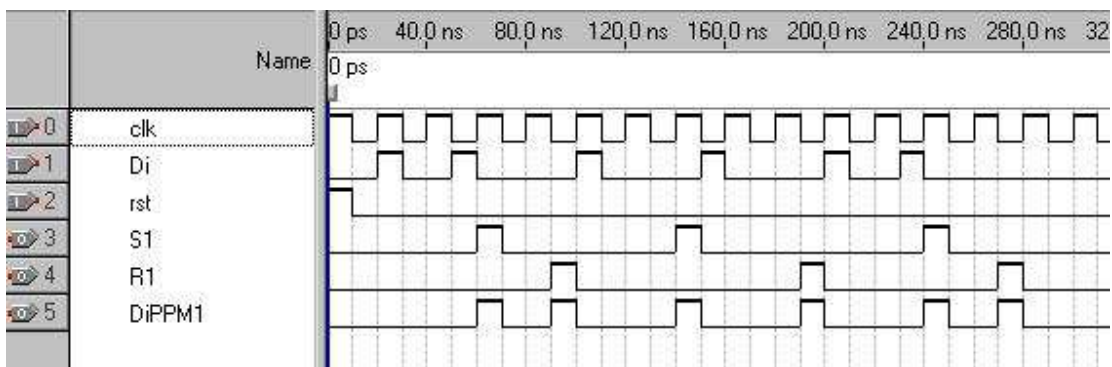 0 ps 40,0 ns 80,0 ns 120,0 ns 160,0 ns 200,0 ns 240,0 ns 280,0 ns 32
Name
0 ps
0 clk
1 Di
2 rst
3 S1
4 R1
5 DiPPM1